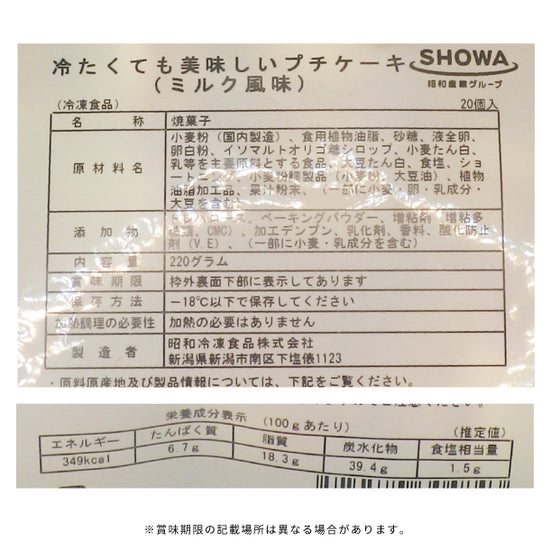 冷たくても美味しいプチケーキ
(ミルク風味)
SHOWA
昭和産業グループ
(冷凍食品)
20個入
名称 焼菓子
原材料名 小麦粉(国内製造)、食用植物油脂、砂糖、液全卵、
卵白粉、イソマルトオリゴ糖シロップ、小麦たん白、
乳等を主要原料とする食品、大豆たん白、食塩、ショ
ートニング、小麦粉調製品(小麦粉、大豆油)、植物
油脂加工品、果汁粉末、(一部に小麦・卵・乳成分・
大豆を含む)
添加物 トレハロース、ベーキングパウダー、増粘剤(増粘多
糖類、CMC)、加工デンプン、乳化剤、香料、酸化防止
剤(V.E)、(一部に小麦・乳成分を含む)
内容量 220グラム
賞味期限 枠外裏面下部に表示してあります
保存方法 −18℃以下で保存してください
加熱調理の必要性 加熱の必要はありません
製造者 昭和冷凍食品株式会社
新潟県新潟市南区下塩俵1123
・原料原産地及び製品情報については、下記をご覧ください。
栄養成分表示 (100gあたり) (推定値)
エネルギー たんぱく質 脂質 炭水化物 食塩相当量
349kcal 6.7g 18.3g 39.4g 1.5g
※賞味期限の記載場所は異なる場合があります。